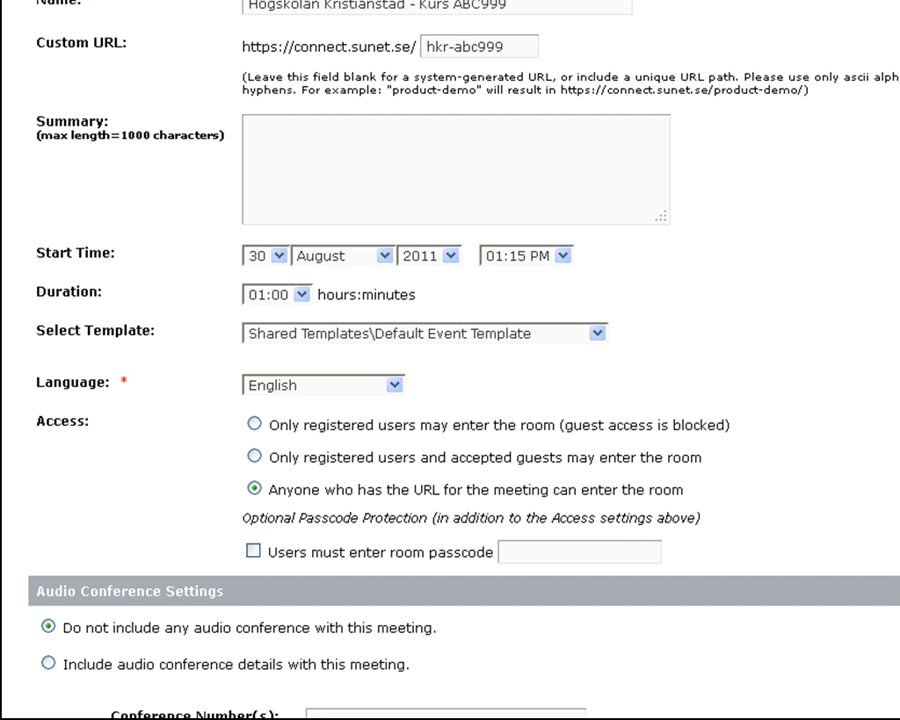 Name: Högskolan Kristianstad - Kurs ABC999
Custom URL: https://connect.sunet.se/ hkr-abc999
(Leave this field blank for a system-generated URL, or include a unique URL path. Please use only ascii alph
hyphens. For example: "product-demo" will result in https://connect.sunet.se/product-demo/)
Summary:
(max length=1000 characters)
Start Time: 30 August 2011 01:15 PM
Duration: 01:00 hours:minutes
Select Template: Shared Templates\Default Event Template
Language: * English
Access:
Only registered users may enter the room (guest access is blocked)
Only registered users and accepted guests may enter the room
Anyone who has the URL for the meeting can enter the room
Optional Passcode Protection (in addition to the Access settings above)
Users must enter room passcode
Audio Conference Settings
Do not include any audio conference with this meeting.
Include audio conference details with this meeting.
Conference Number(s):